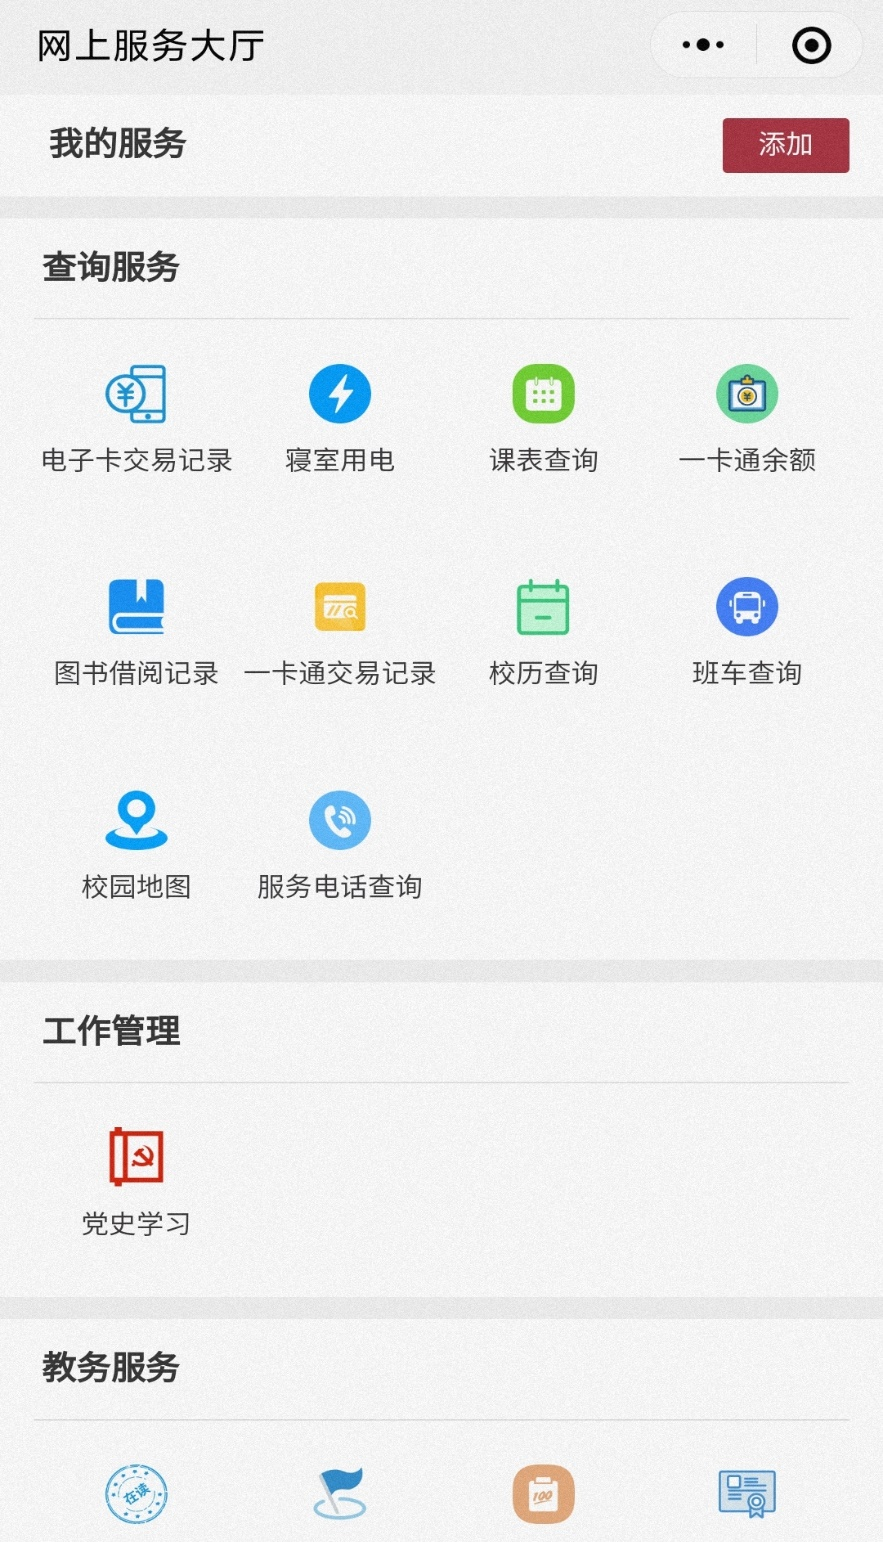 网上服务大厅
我的服务
添加
查询服务
电子卡交易记录
寝室用电
课表查询
一卡通余额
图书借阅记录
一卡通交易记录
校历查询
班车查询
校园地图
服务电话查询
工作管理
党史学习
教务服务
在读
100